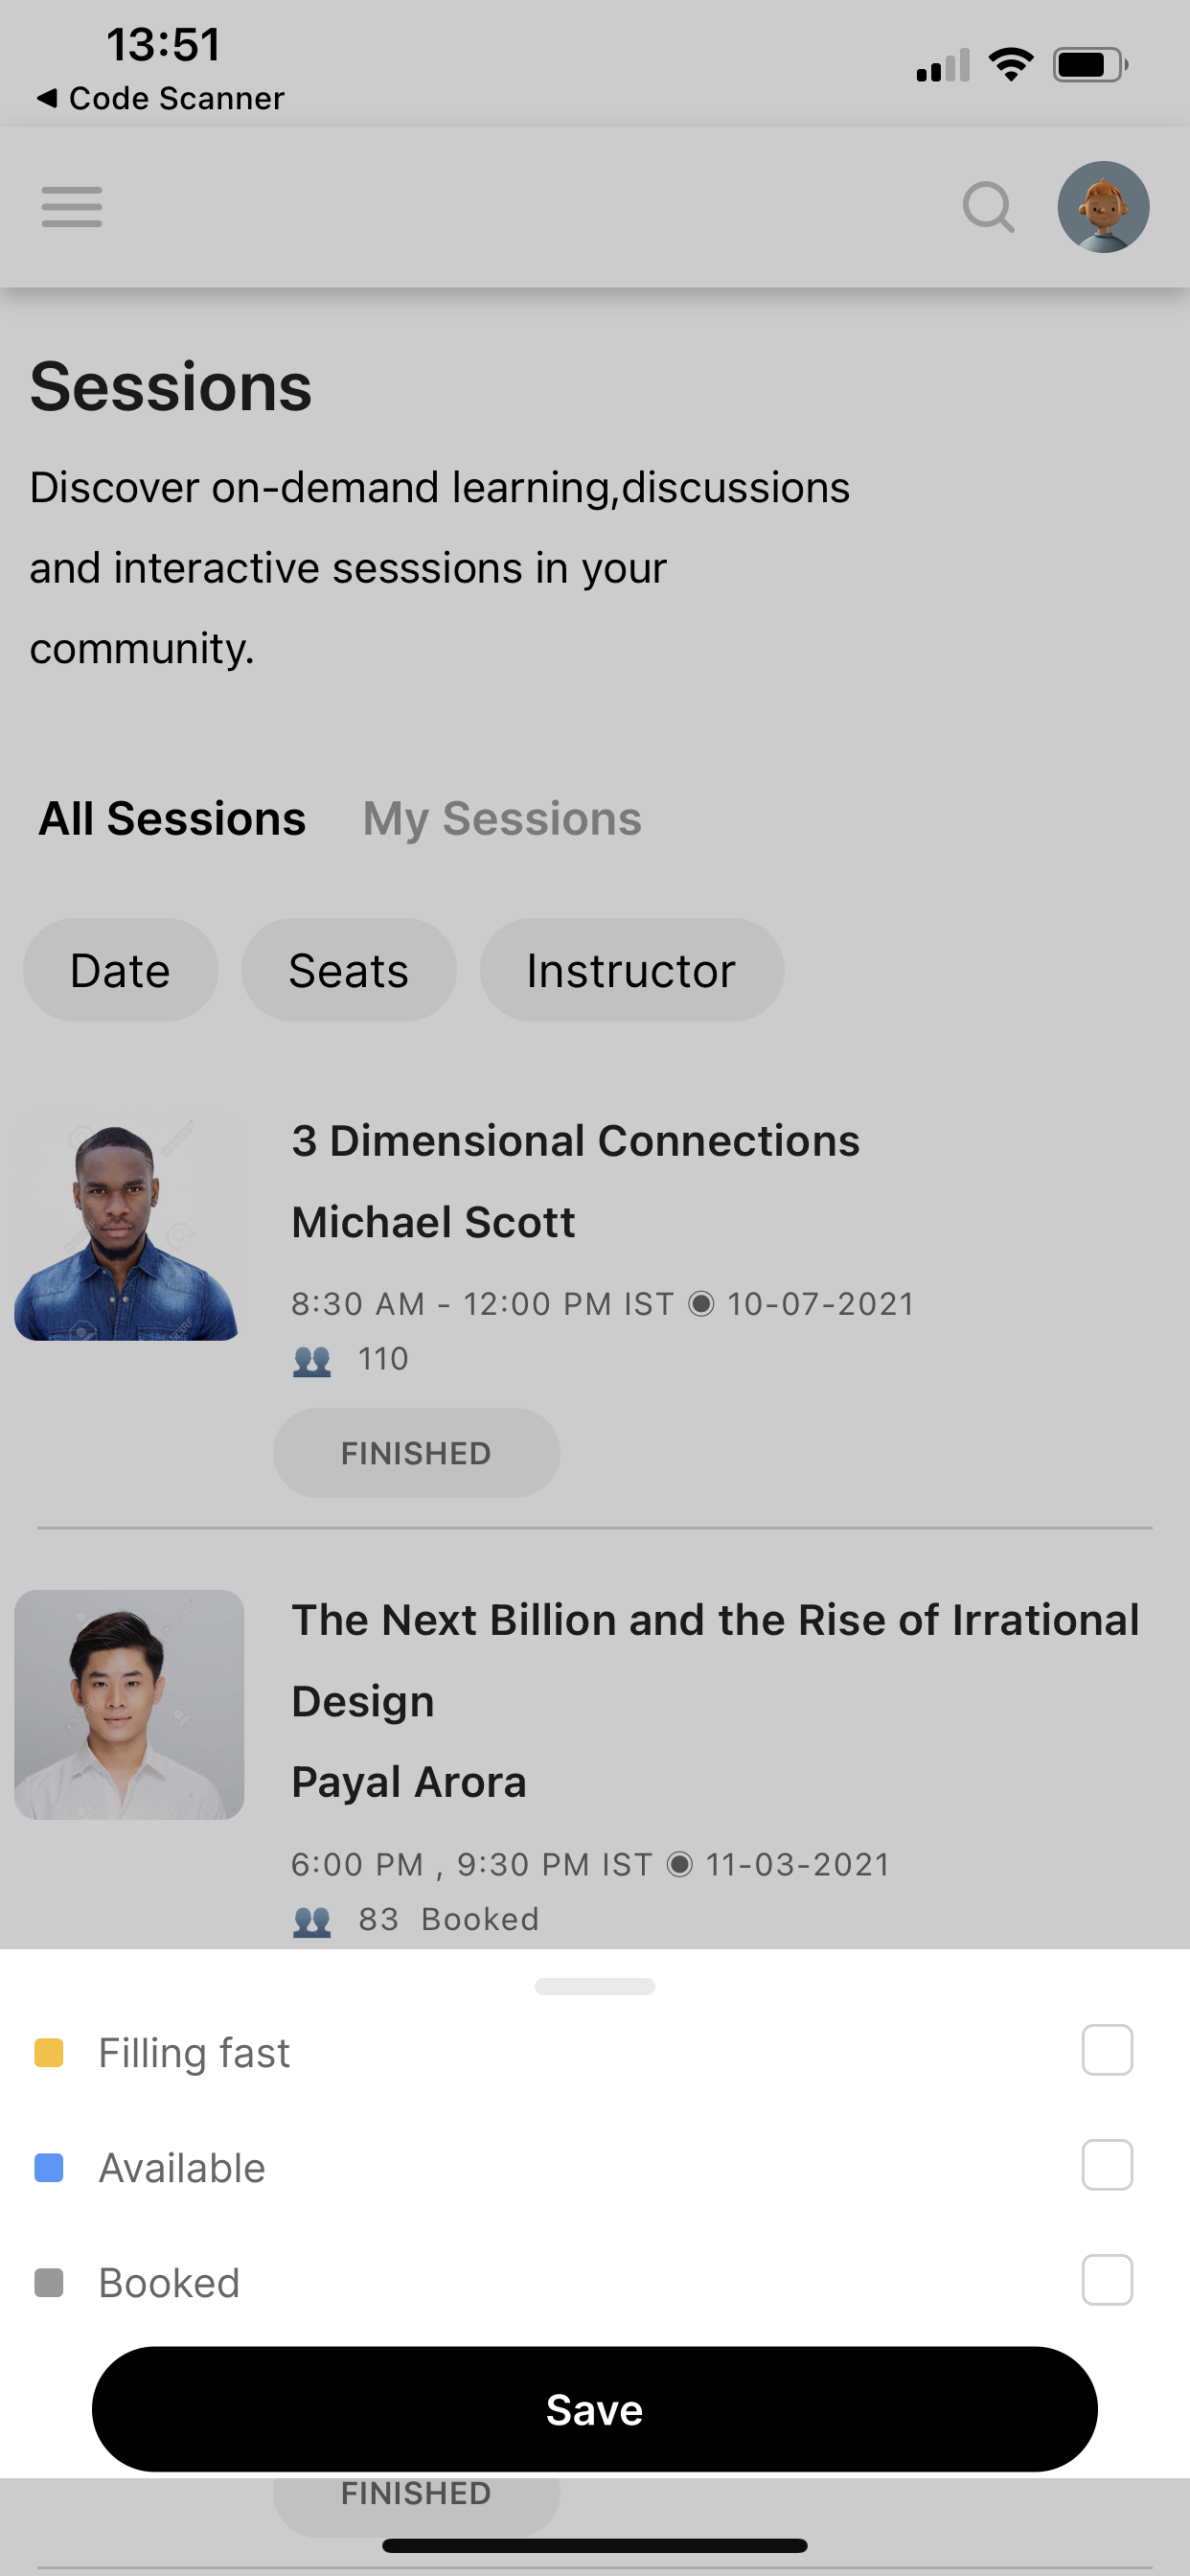 13:51
◀ Code Scanner
Sessions
Discover on-demand learning,discussions
and interactive sesssions in your
community.
All Sessions My Sessions
Date Seats Instructor
3 Dimensional Connections
Michael Scott
8:30 AM - 12:00 PM IST ◉ 10-07-2021
110
FINISHED
The Next Billion and the Rise of Irrational
Design
Payal Arora
6:00 PM , 9:30 PM IST ◉ 11-03-2021
83 Booked
Filling fast
Available
Booked
Save
FINISHED